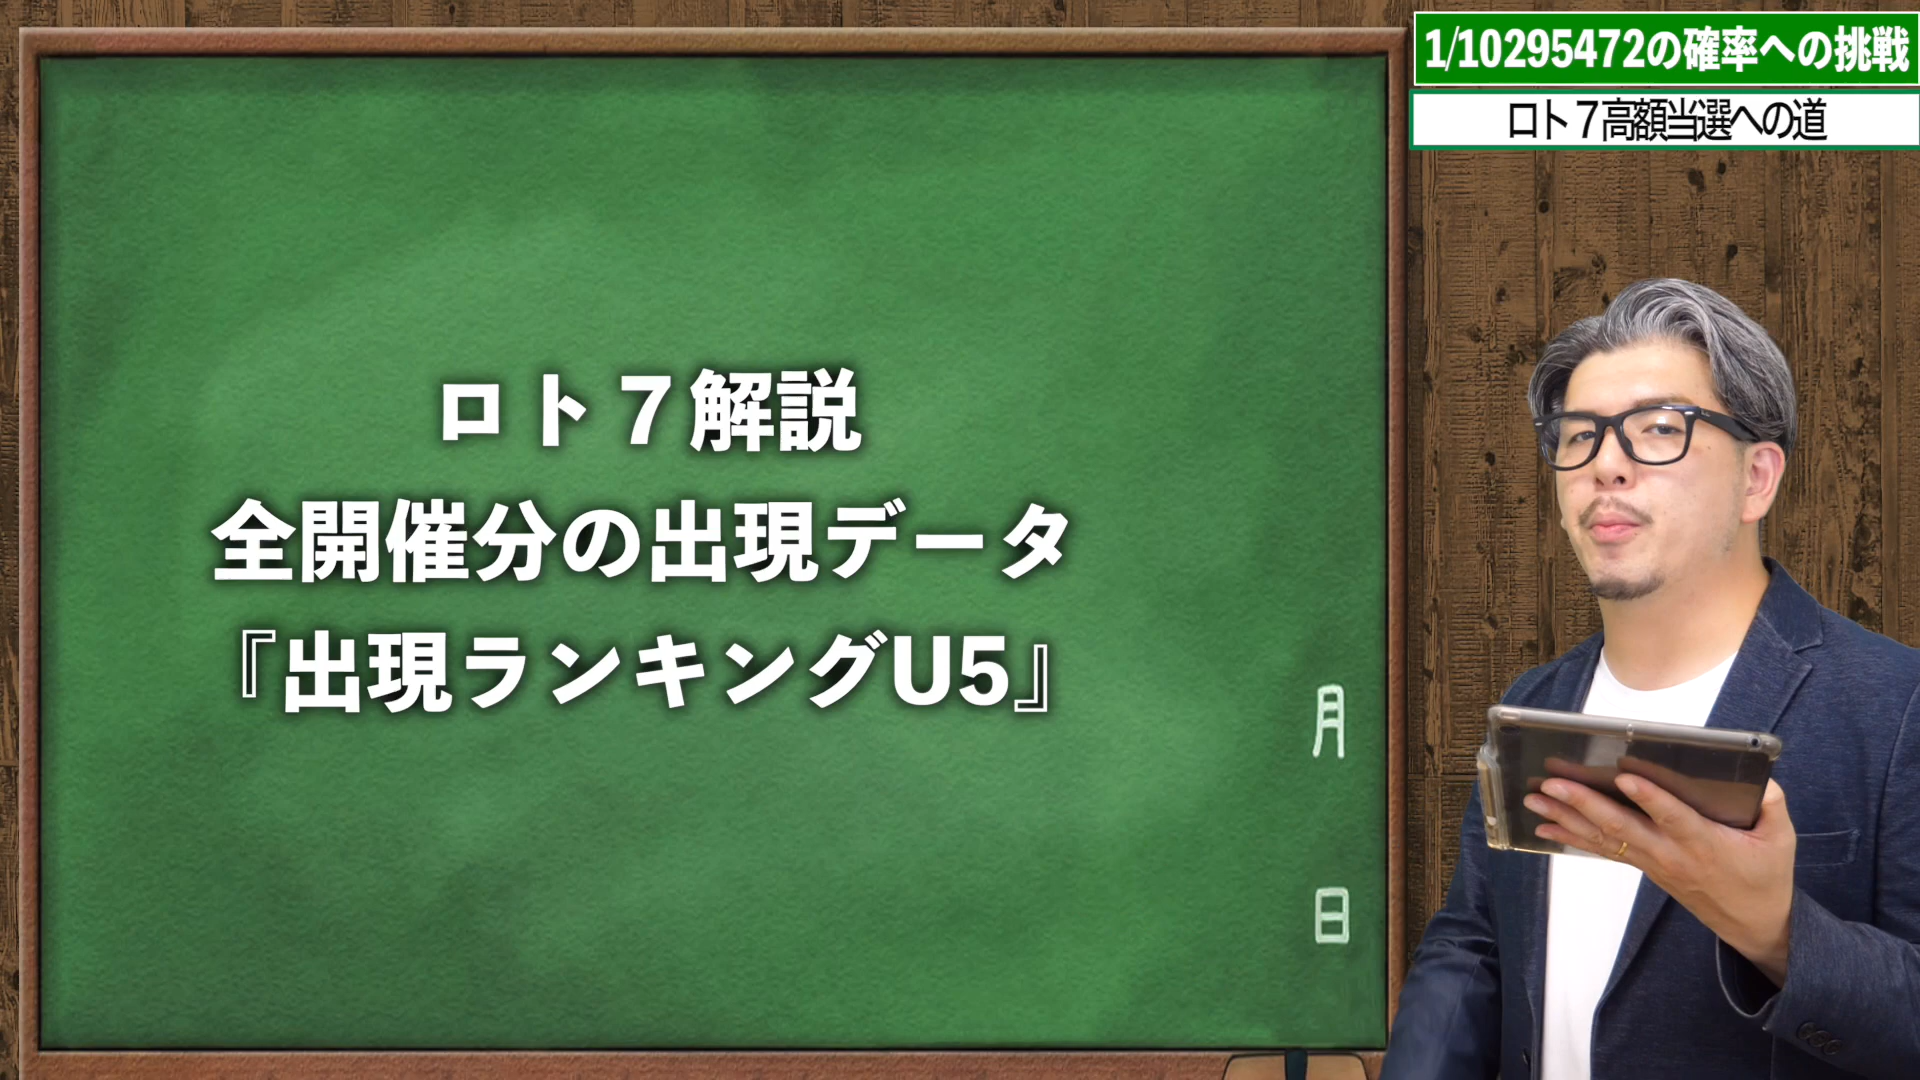 1/10295472の確率への挑戦
ロト７高額当選への道
ロト７解説
全開催分の出現データ
『出現ランキングU5』
月
日